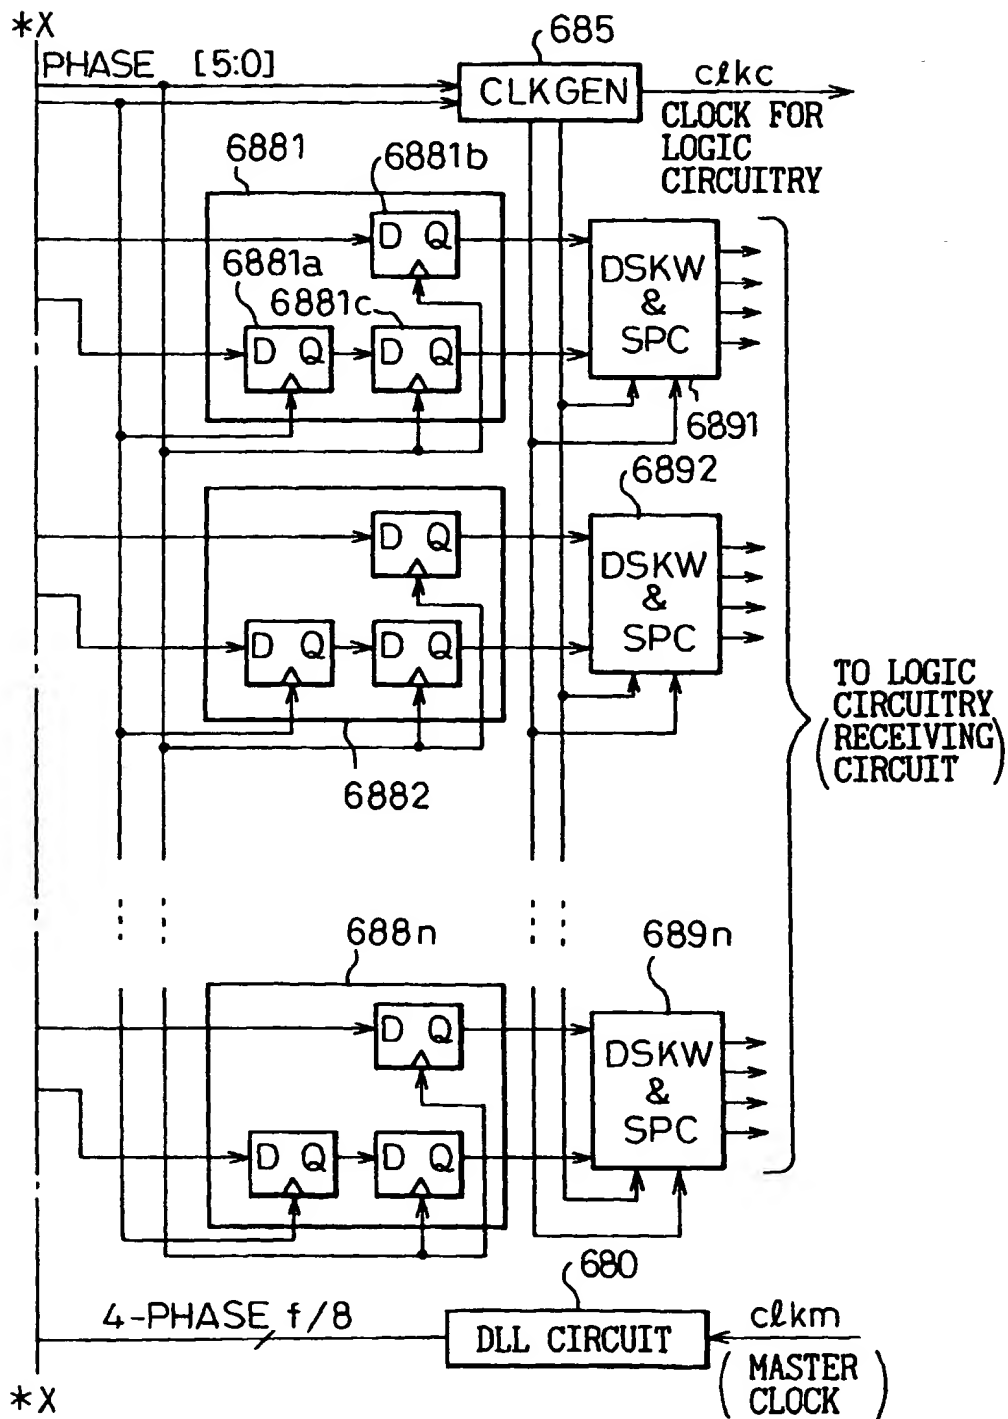 *X
685
PHASE [5:0]
CLKGEN
clkc
CLOCK FOR
LOGIC
CIRCUITRY
6881
6881b
D Q
6881a
6881c
D Q
D Q
DSKW
&
SPC
6891
6892
D Q
D Q
D Q
DSKW
&
SPC
6882
TO LOGIC
CIRCUITRY
(RECEIVING
CIRCUIT)
688n
689n
D Q
D Q
D Q
DSKW
&
SPC
680
4-PHASE f/8
DLL CIRCUIT
clkm
(MASTER
CLOCK)
*X